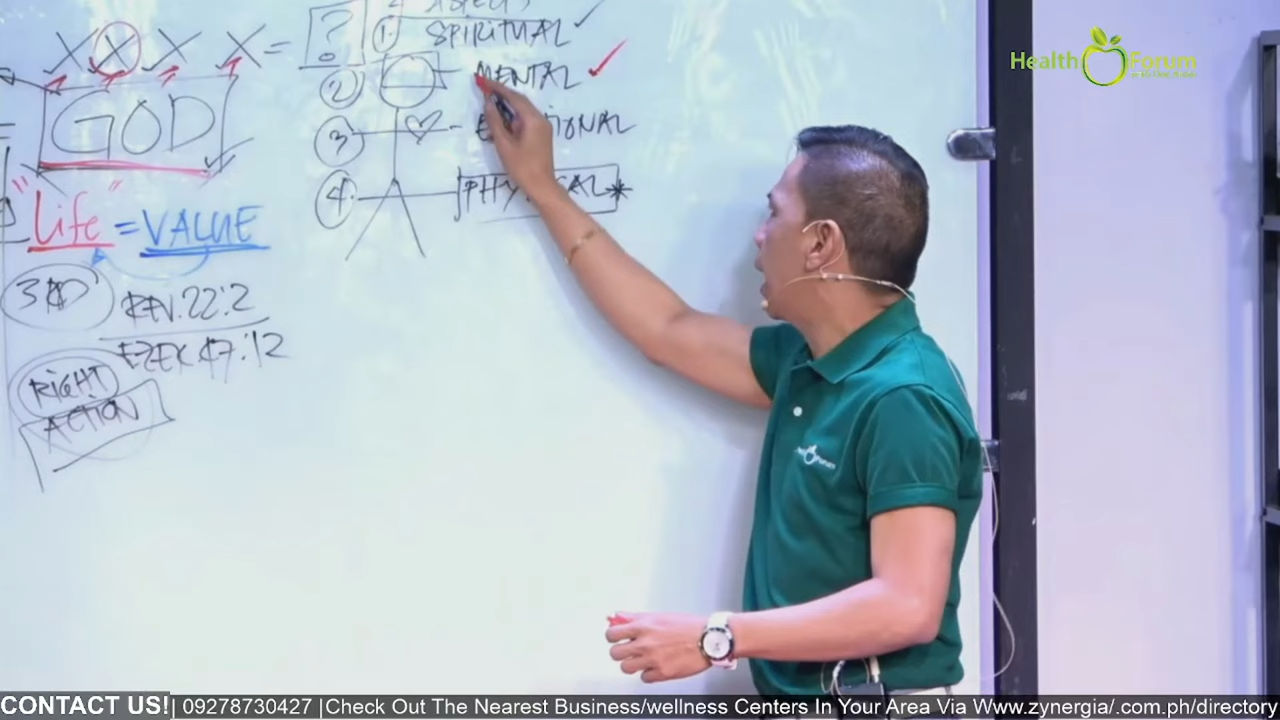 X X X X = ?
1. SPIRITUAL ✓
2 MENTAL ✓
GOD
3
4. PHYSICAL *
"Life" = VALUE
3RD
REV. 22:2
EZEK 47:12
RIGHT
ACTION
Health Forum
CONTACT US! | 09278730427 |Check Out The Nearest Business/wellness Centers In Your Area Via Www.zynergia/.com.ph/directory